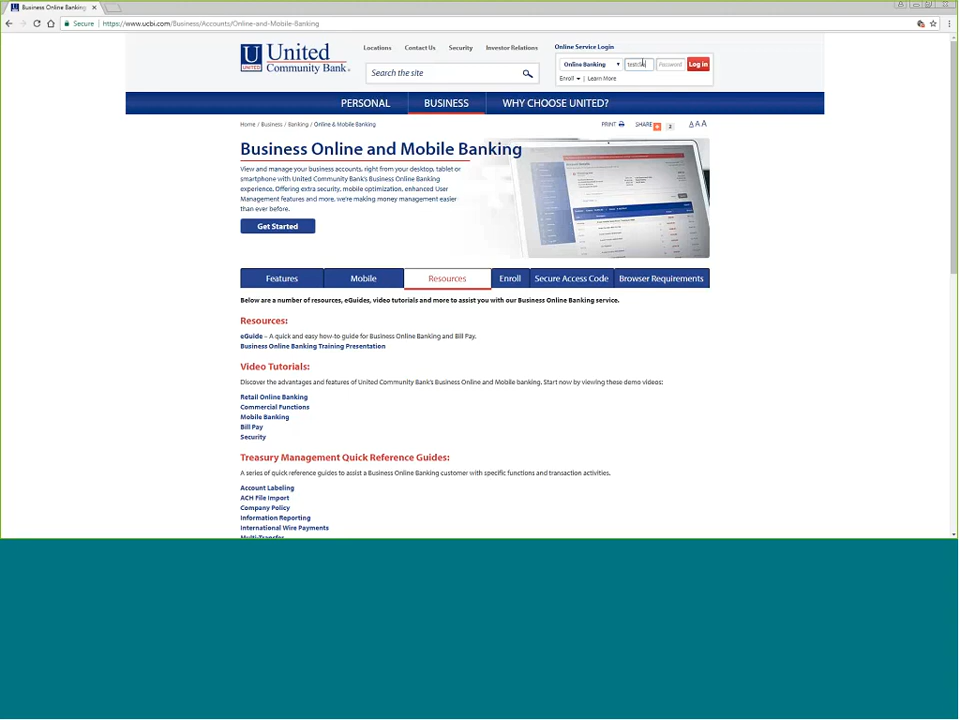 Business Online Banking
Secure https://www.ucbi.com/Business/Accounts/Online-and-Mobile-Banking
Locations Contact Us Security Investor Relations Online Service Login
U UNITED United Community Bank
Search the site
Online Banking Password Log in
Enroll Learn More
PERSONAL BUSINESS WHY CHOOSE UNITED?
Home / Business / Banking / Online & Mobile Banking PRINT SHARE 2 A A A
Business Online and Mobile Banking
View and manage your business accounts, right from your desktop, tablet or
smartphone with United Community Bank's Business Online Banking
experience. Offering extra security, mobile optimization, enhanced User
Management features and more, we're making money management easier
than ever before.
Get Started
Features Mobile Resources Enroll Secure Access Code Browser Requirements
Below are a number of resources, eGuides, video tutorials and more to assist you with our Business Online Banking service.
Resources:
eGuide – A quick and easy how-to guide for Business Online Banking and Bill Pay.
Business Online Banking Training Presentation
Video Tutorials:
Discover the advantages and features of United Community Bank's Business Online and Mobile banking. Start now by viewing these demo videos:
Retail Online Banking
Commercial Functions
Mobile Banking
Bill Pay
Security
Treasury Management Quick Reference Guides:
A series of quick reference guides to assist a Business Online Banking customer with specific functions and transaction activities.
Account Labeling
ACH File Import
Company Policy
Information Reporting
International Wire Payments
Multi-Transfer